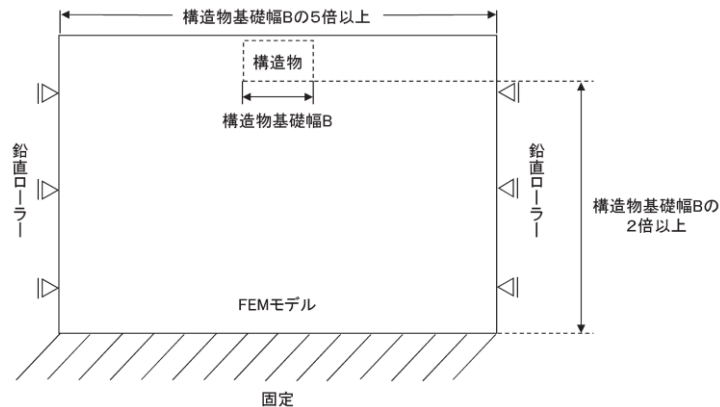 構造物基礎幅Bの5倍以上
構造物
構造物基礎幅B
鉛直ローラー
鉛直ローラー
構造物基礎幅Bの
2倍以上
FEMモデル
固定